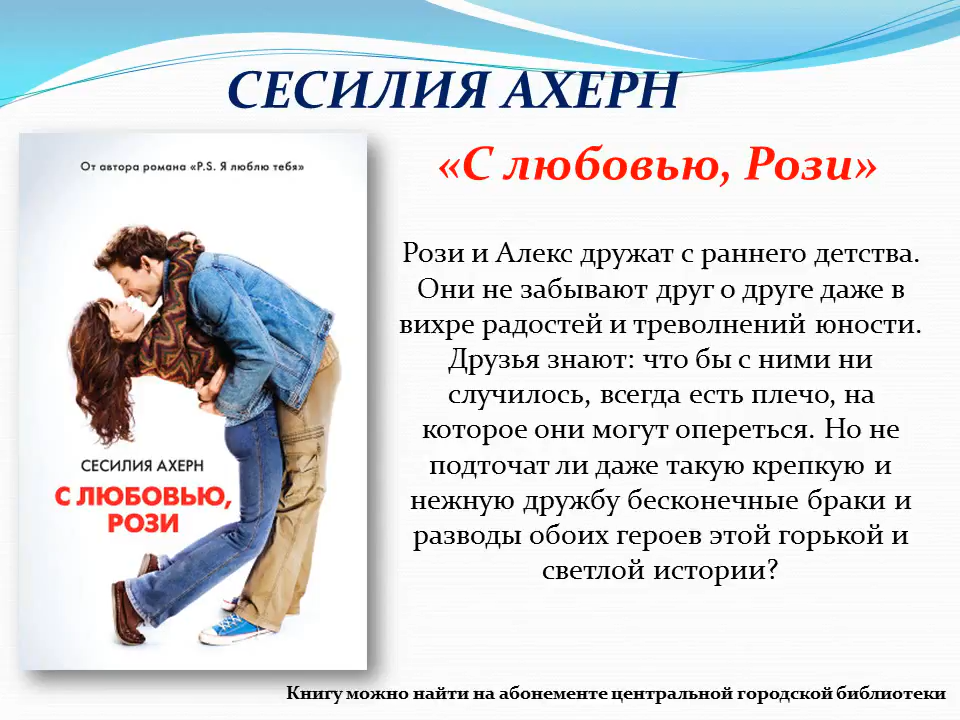 СЕСИЛИЯ АХЕРН
От автора романа «P.S. Я люблю тебя»
СЕСИЛИЯ АХЕРН
С ЛЮБОВЬЮ,
РОЗИ
«С любовью, Рози»
Рози и Алекс дружат с раннего детства.
Они не забывают друг о друге даже в
вихре радостей и треволнений юности.
Друзья знают: что бы с ними ни
случилось, всегда есть плечо, на
которое они могут опереться. Но не
подточат ли даже такую крепкую и
нежную дружбу бесконечные браки и
разводы обоих героев этой горькой и
светлой истории?
Книгу можно найти на абонементе центральной городской библиотеки